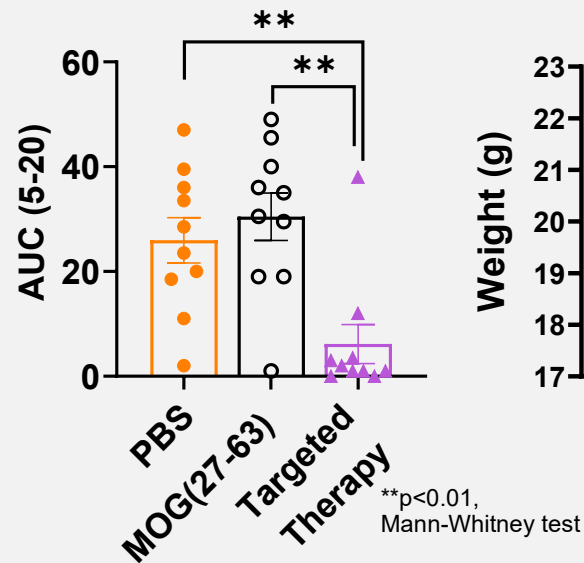 **
**
60
40
20
0
AUC (5-20)
PBS
MOG(27-63)
Targeted
Therapy
**p<0.01,
Mann-Whitney test
Weight (g)
23
22
21
20
19
18
17